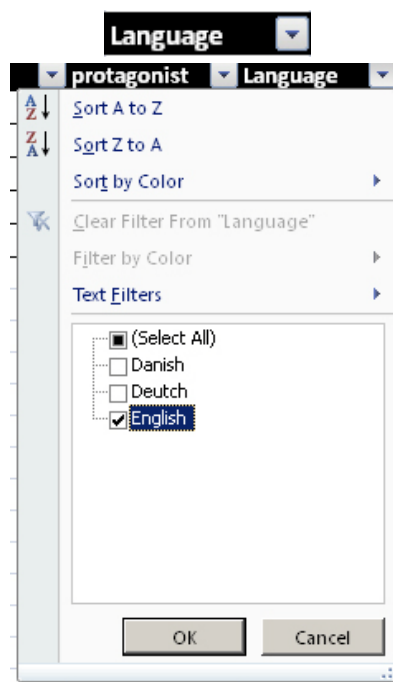 Language
protagonist Language
Sort A to Z
Sort Z to A
Sort by Color
Clear Filter From "Language"
Filter by Color
Text Filters
(Select All)
Danish
Deutch
English
OK Cancel